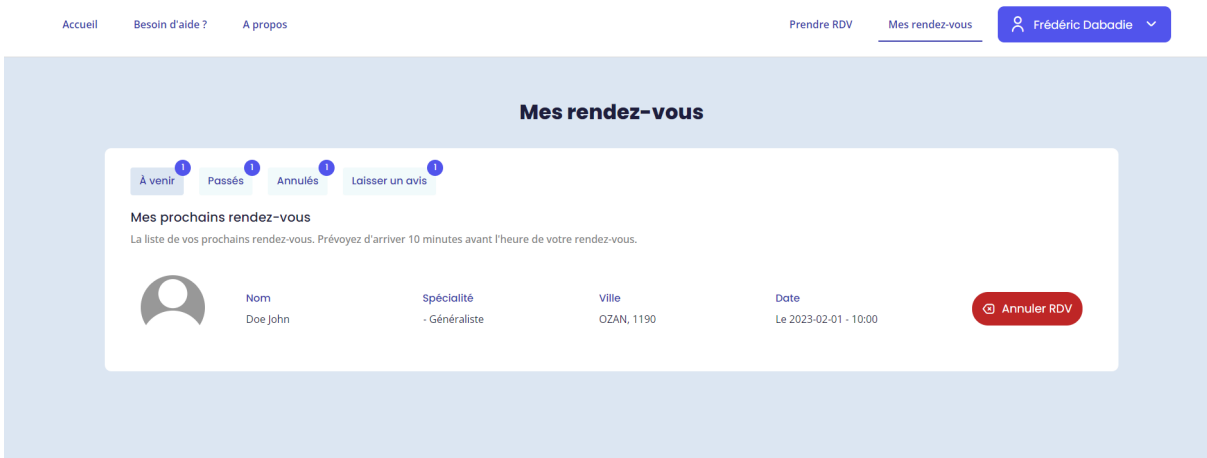 Accueil Besoin d'aide ? A propos Prendre RDV Mes rendez-vous Frédéric Dabadie
Mes rendez-vous
À venir 1 Passés 1 Annulés 1 Laisser un avis 1
Mes prochains rendez-vous
La liste de vos prochains rendez-vous. Prévoyez d'arriver 10 minutes avant l'heure de votre rendez-vous.
Nom Spécialité Ville Date
Doe John - Généraliste OZAN, 1190 Le 2023-02-01 - 10:00
Annuler RDV